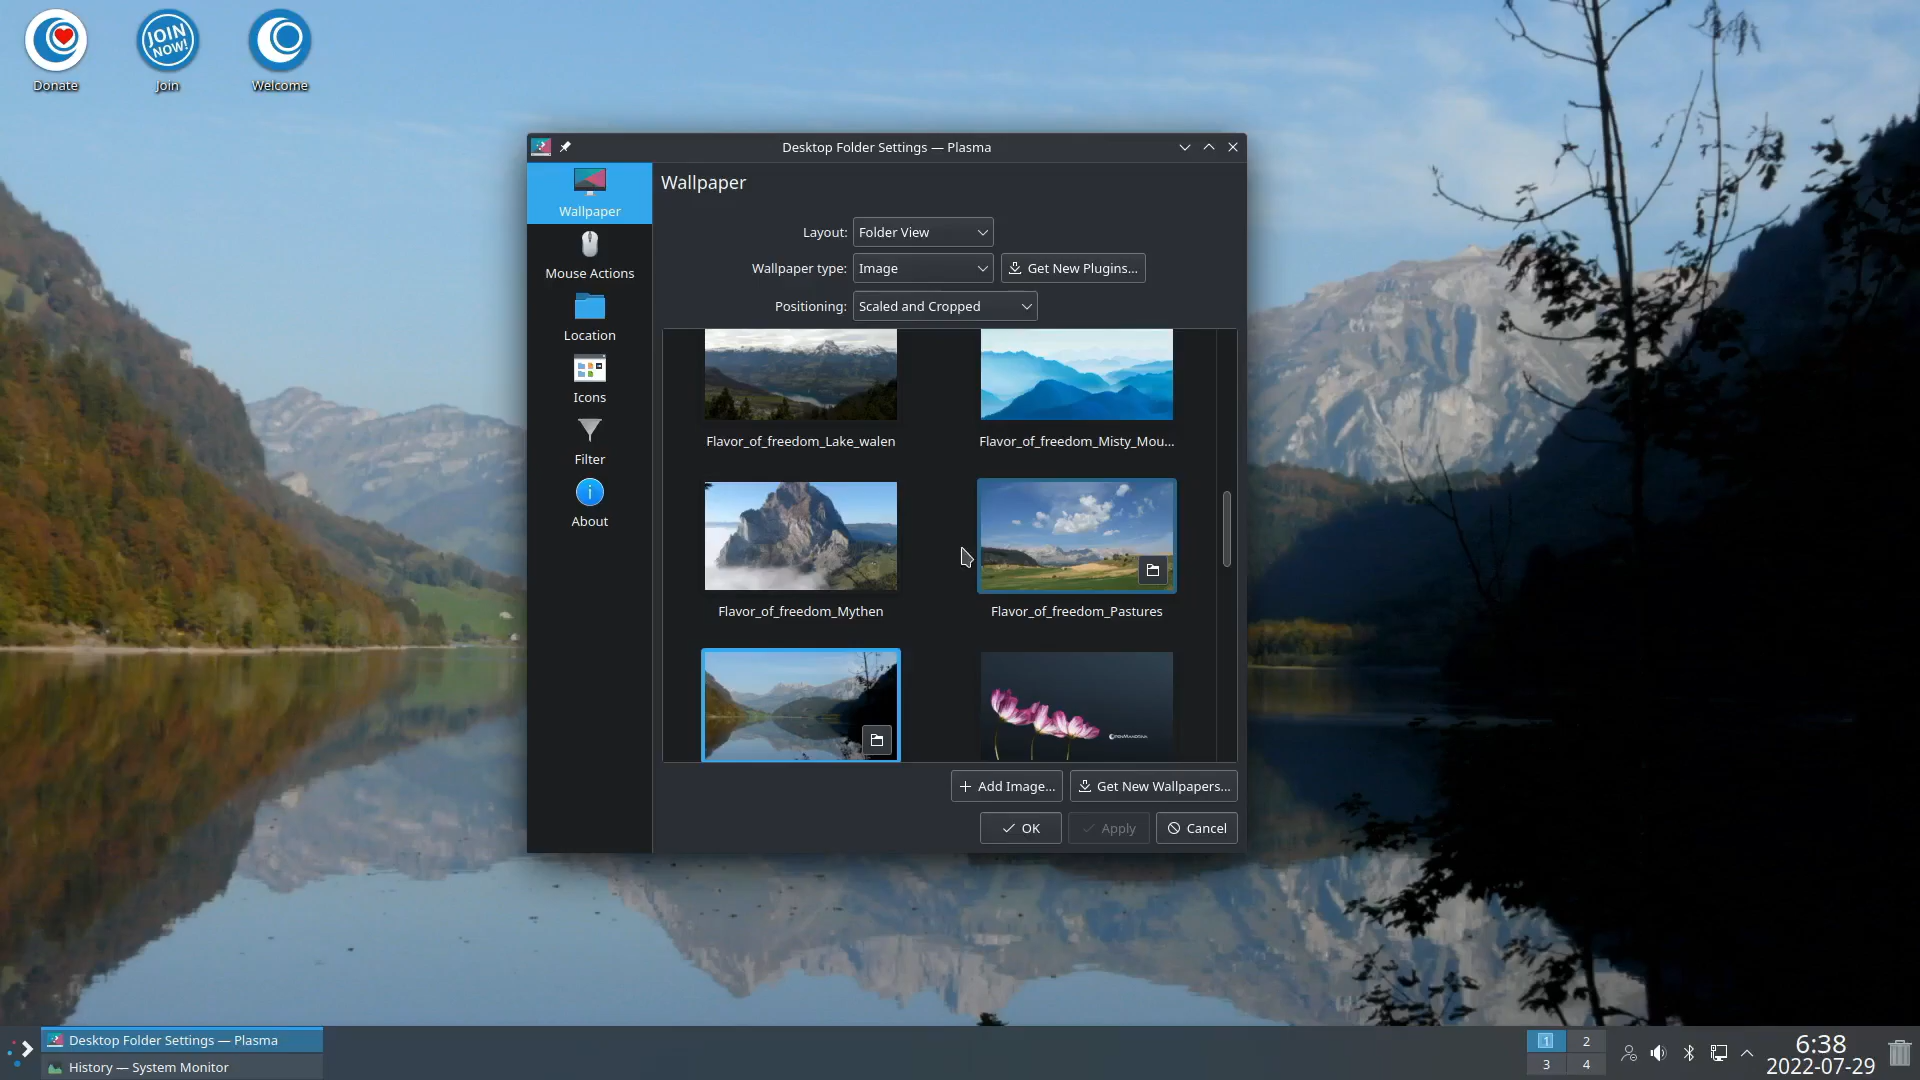 JOIN NOW!
Donate
Join
Welcome
Desktop Folder Settings — Plasma
Wallpaper
Mouse Actions
Location
Icons
Filter
About
Wallpaper
Layout: Folder View
Wallpaper type: Image Get New Plugins...
Positioning: Scaled and Cropped
Flavor_of_freedom_Lake_walen Flavor_of_freedom_Misty_Mou...
Flavor_of_freedom_Mythen Flavor_of_freedom_Pastures
OpenMandriva
Add Image... Get New Wallpapers...
OK Apply Cancel
Desktop Folder Settings — Plasma
History — System Monitor
1 2
3 4
6:38
2022-07-29